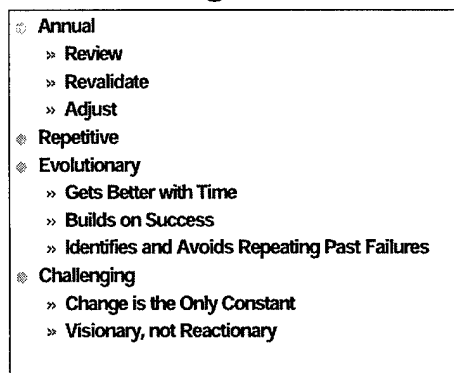 Annual
» Review
» Revalidate
» Adjust
Repetitive
Evolutionary
» Gets Better with Time
» Builds on Success
» Identifies and Avoids Repeating Past Failures
Challenging
» Change is the Only Constant
» Visionary, not Reactionary